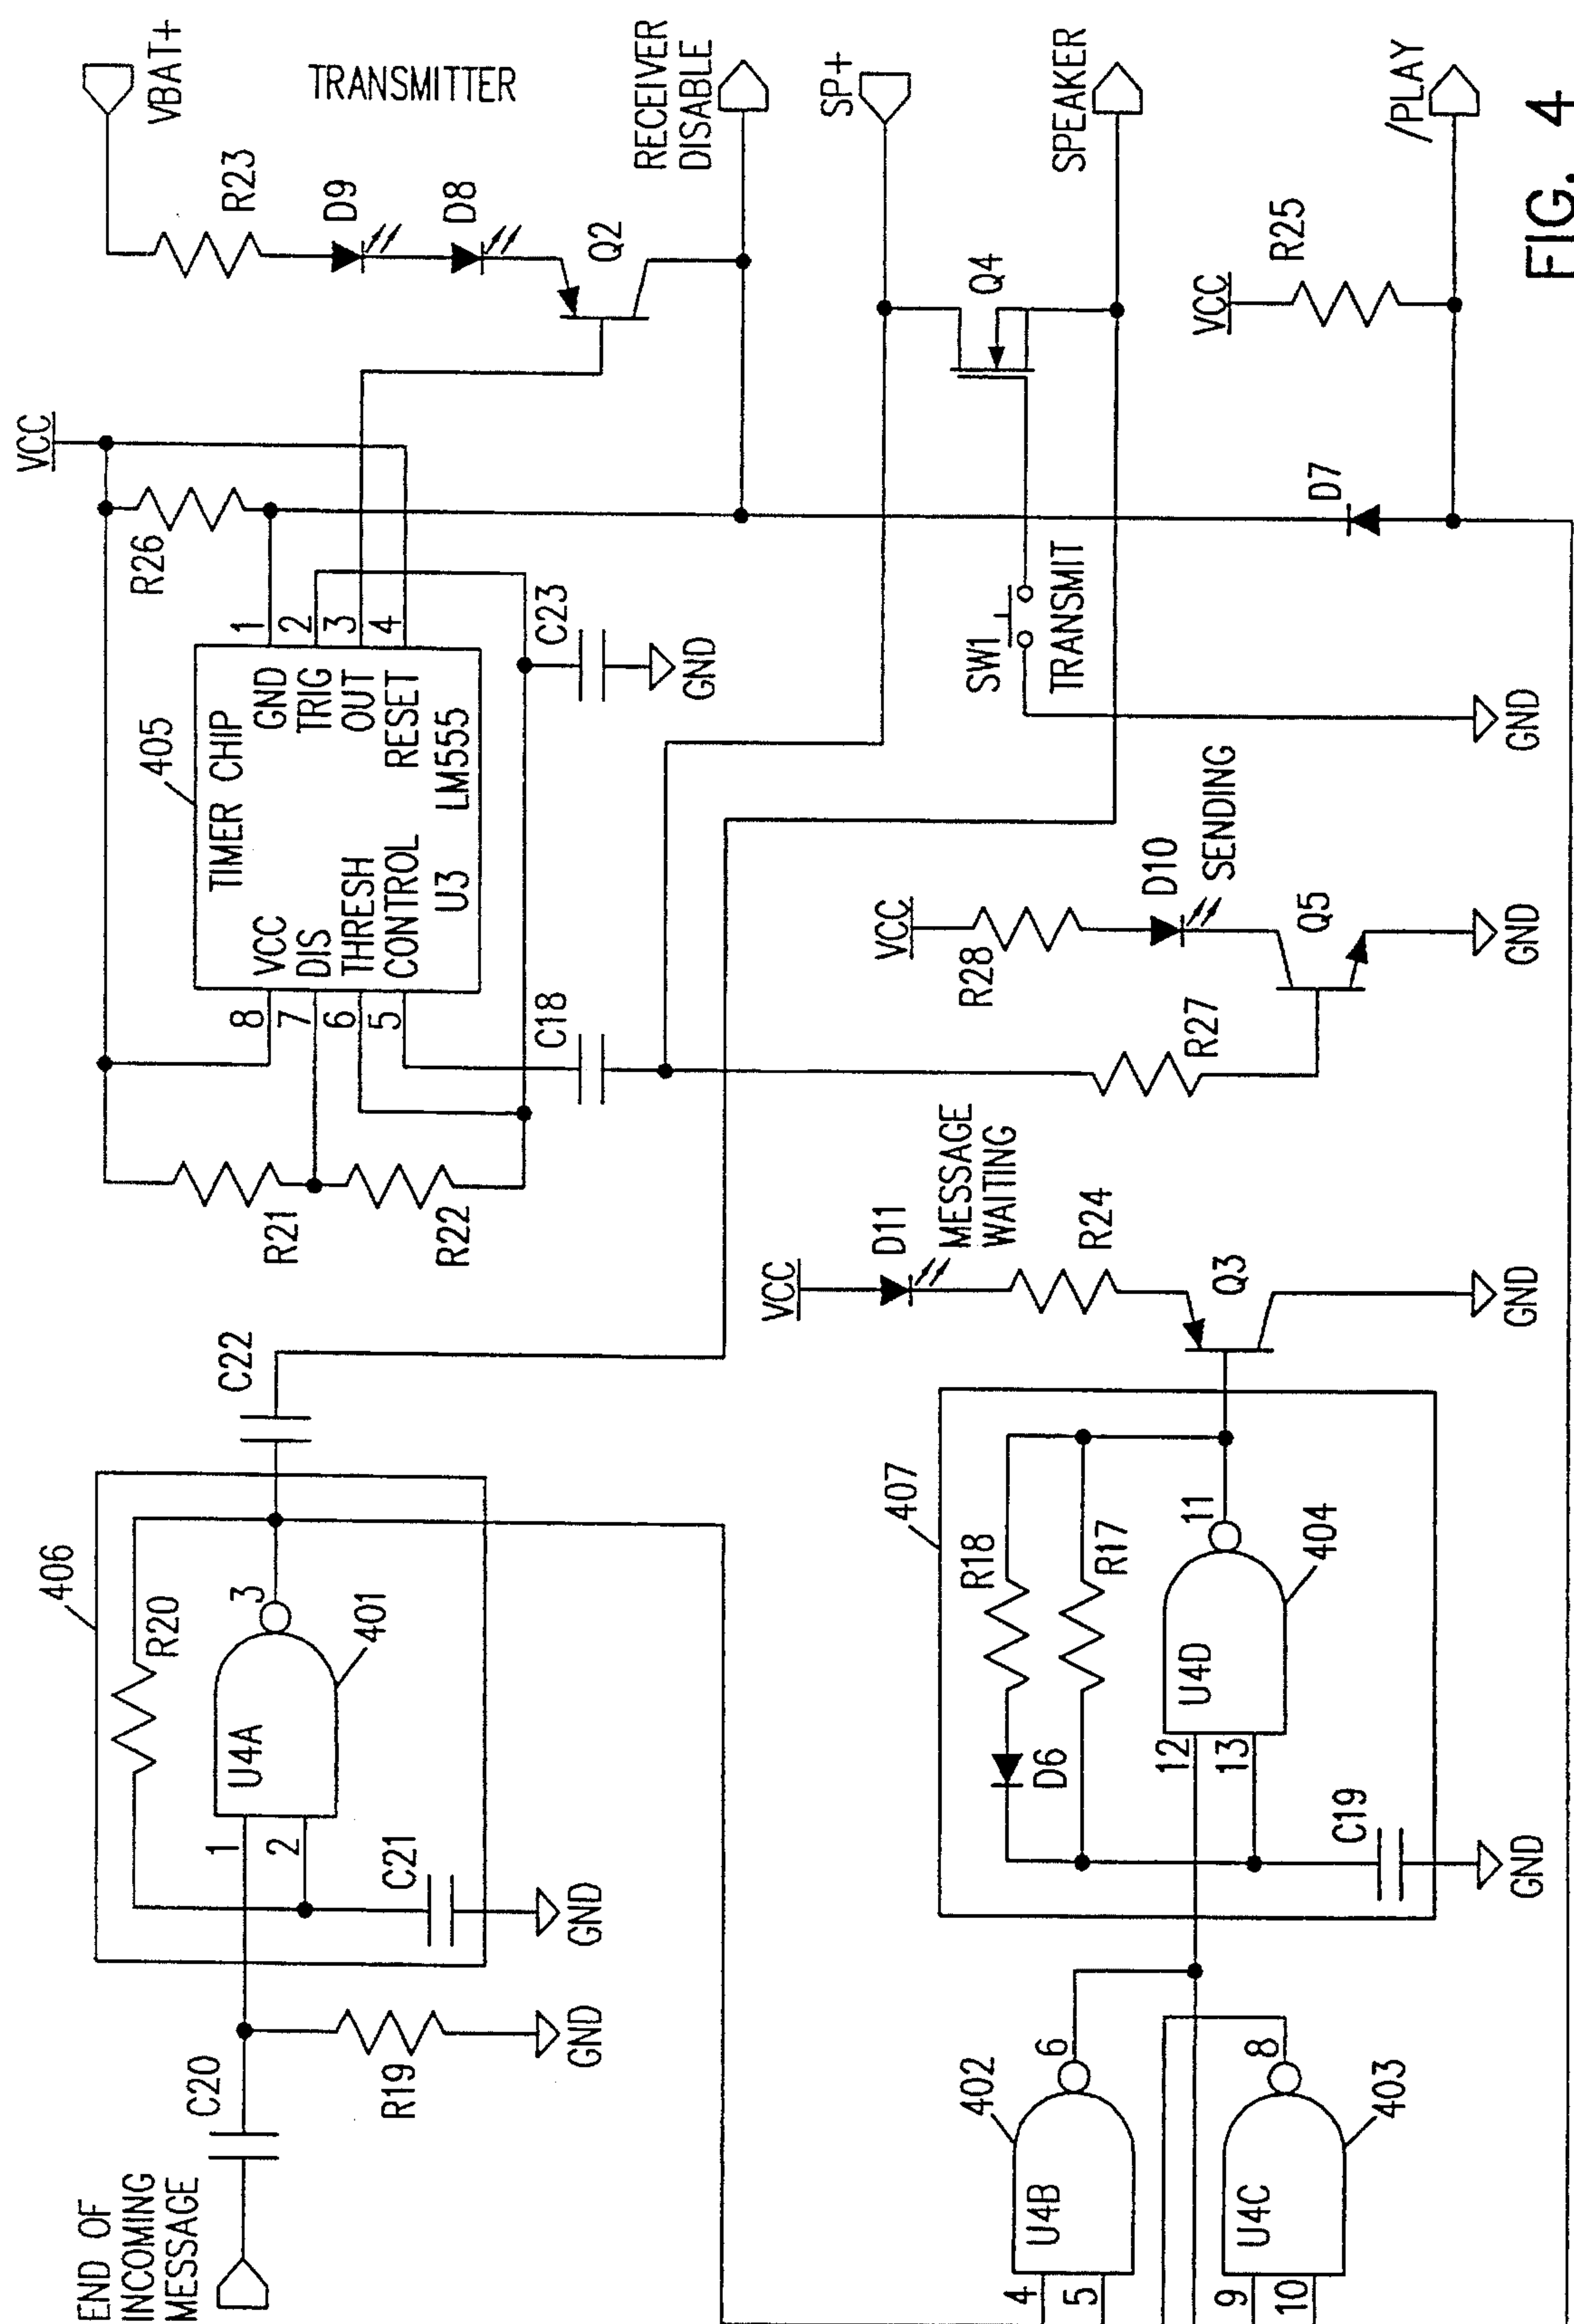 END OF
INCOMING
MESSAGE
C20
R19
GND
406
R20
U4A
1
2
3
401
C21
GND
C22
R21
R22
VCC
405
TIMER CHIP
8
7
6
5
VCC
DIS
THRESH
CONTROL
GND
TRIG
OUT
RESET
U3
LM555
1
2
3
4
R26
C18
C23
GND
VBAT+
R23
D9
D8
Q2
TRANSMITTER
RECEIVER
DISABLE
SP+
Q4
SPEAKER
SW1
TRANSMIT
GND
VCC
R28
D10
SENDING
R27
Q5
GND
VCC
D11
MESSAGE
WAITING
R24
Q3
GND
407
R18
R17
D6
U4D
12
13
11
404
C19
GND
402
U4B
4
5
6
U4C
9
10
8
403
D7
VCC
R25
/PLAY
FIG. 4